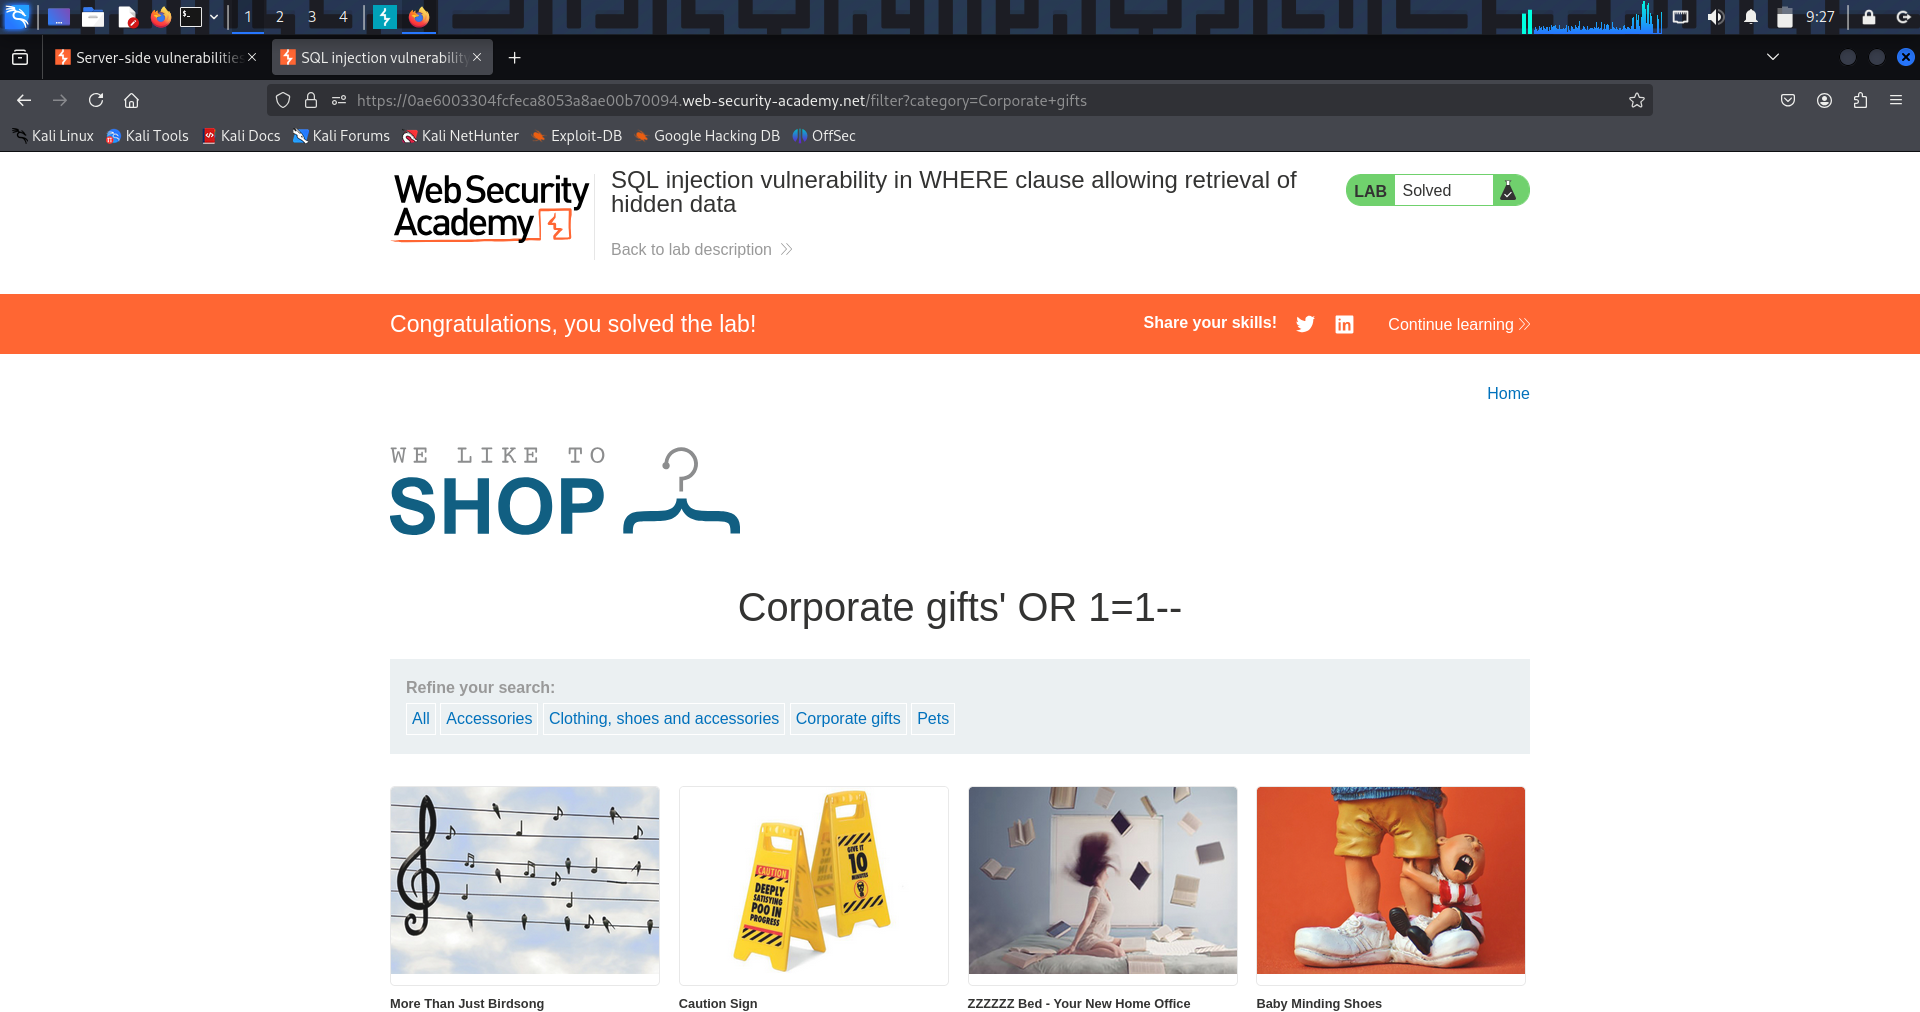 1 2 3 4 9:27
Server-side vulnerabilities
SQL injection vulnerability
https://0ae6003304fcfeca8053a8ae00b70094.web-security-academy.net/filter?category=Corporate+gifts
Kali Linux Kali Tools Kali Docs Kali Forums Kali NetHunter Exploit-DB Google Hacking DB OffSec
Web Security
Academy
SQL injection vulnerability in WHERE clause allowing retrieval of
hidden data
Back to lab description
LAB Solved
Congratulations, you solved the lab!
Share your skills!
Continue learning
Home
WE LIKE TO
SHOP
Corporate gifts' OR 1=1--
Refine your search:
All Accessories Clothing, shoes and accessories Corporate gifts Pets
CAUTION
DEEPLY
SATISFYING
POO IN
PROGRESS
GIVE IT
10
MINUTES
More Than Just Birdsong
Caution Sign
ZZZZZZ Bed - Your New Home Office
Baby Minding Shoes